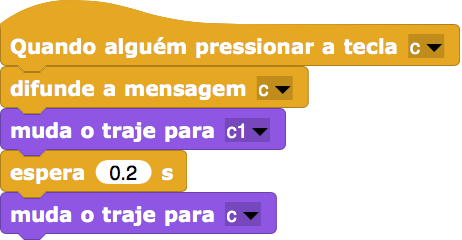 Quando alguém pressionar a tecla c
difunde a mensagem c
muda o traje para c1
espera 0.2 s
muda o traje para c